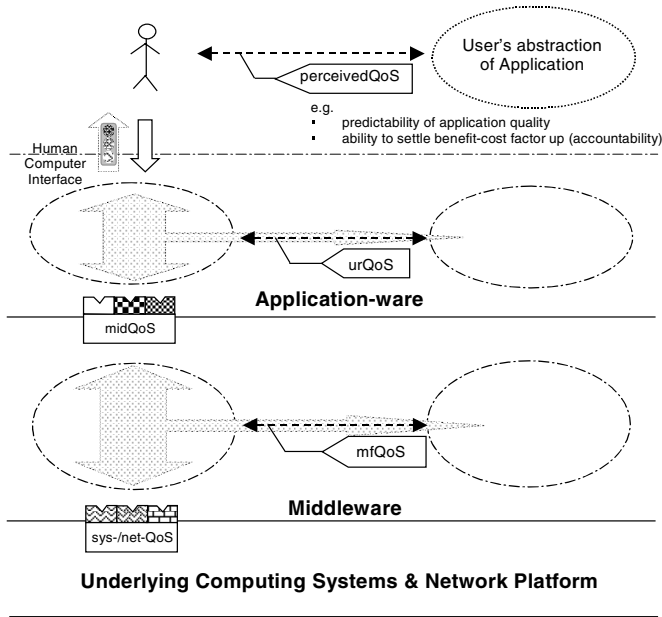 User's abstraction
of Application
perceivedQoS
e.g.
▪ predictability of application quality
▪ ability to settle benefit-cost factor up (accountability)
Human
Computer
Interface
urQoS
Application-ware
midQoS
mfQoS
Middleware
sys-/net-QoS
Underlying Computing Systems & Network Platform